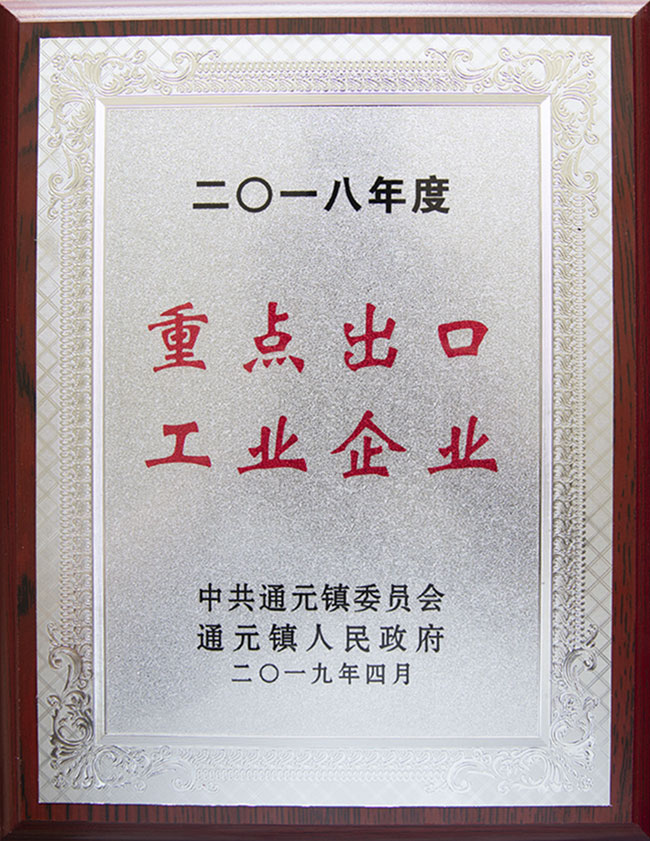 二〇一八年度
重点出口
工业企业
中共通元镇委员会
通元镇人民政府
二〇一九年四月